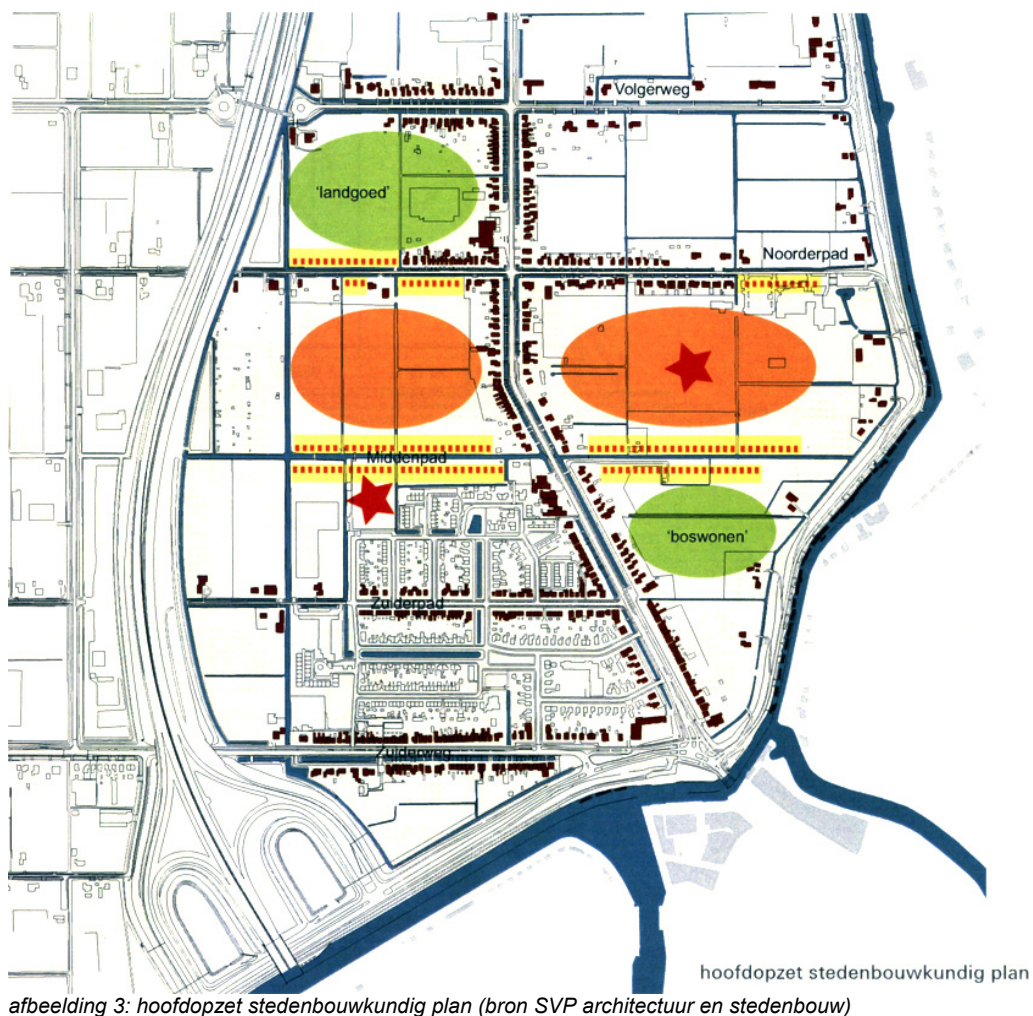 Volgerweg
'landgoed'
Noorderpad
Middenpad
'boswonen'
Zuiderpad
Zuiderweg
hoofdopzet stedenbouwkundig plan
afbeelding 3: hoofdopzet stedenbouwkundig plan (bron SVP architectuur en stedenbouw)